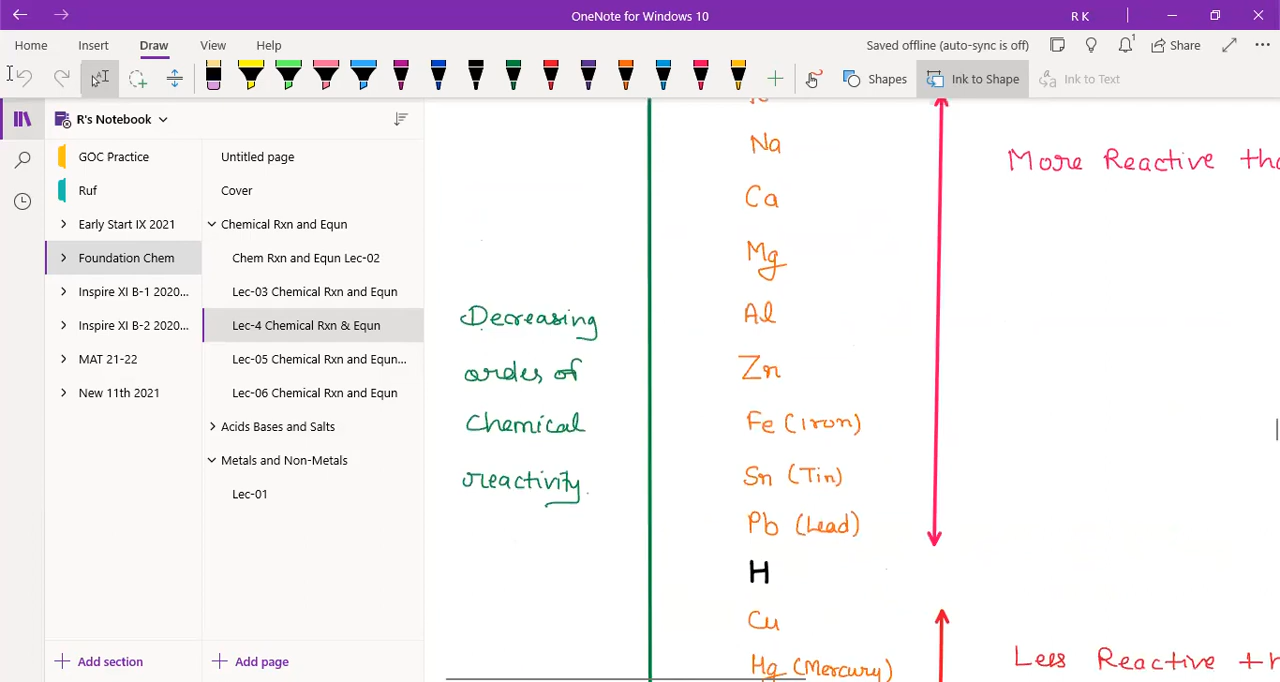 OneNote for Windows 10
R K
Home Insert Draw View Help
Saved offline (auto-sync is off) Share
Shapes Ink to Shape Ink to Text
R's Notebook
GOC Practice
Ruf
Early Start IX 2021
Foundation Chem
Inspire XI B-1 2020...
Inspire XI B-2 2020...
MAT 21-22
New 11th 2021
Add section
Untitled page
Cover
Chemical Rxn and Equn
Chem Rxn and Equn Lec-02
Lec-03 Chemical Rxn and Equn
Lec-4 Chemical Rxn & Equn
Lec-05 Chemical Rxn and Equn...
Lec-06 Chemical Rxn and Equn
Acids Bases and Salts
Metals and Non-Metals
Lec-01
Add page
Decreasing
order of
Chemical
reactivity.
Na
Ca
Mg
Al
Zn
Fe (Iron)
Sn (Tin)
Pb (Lead)
H
Cu
Hg (Mercury)
More Reactive tha
Less Reactive th